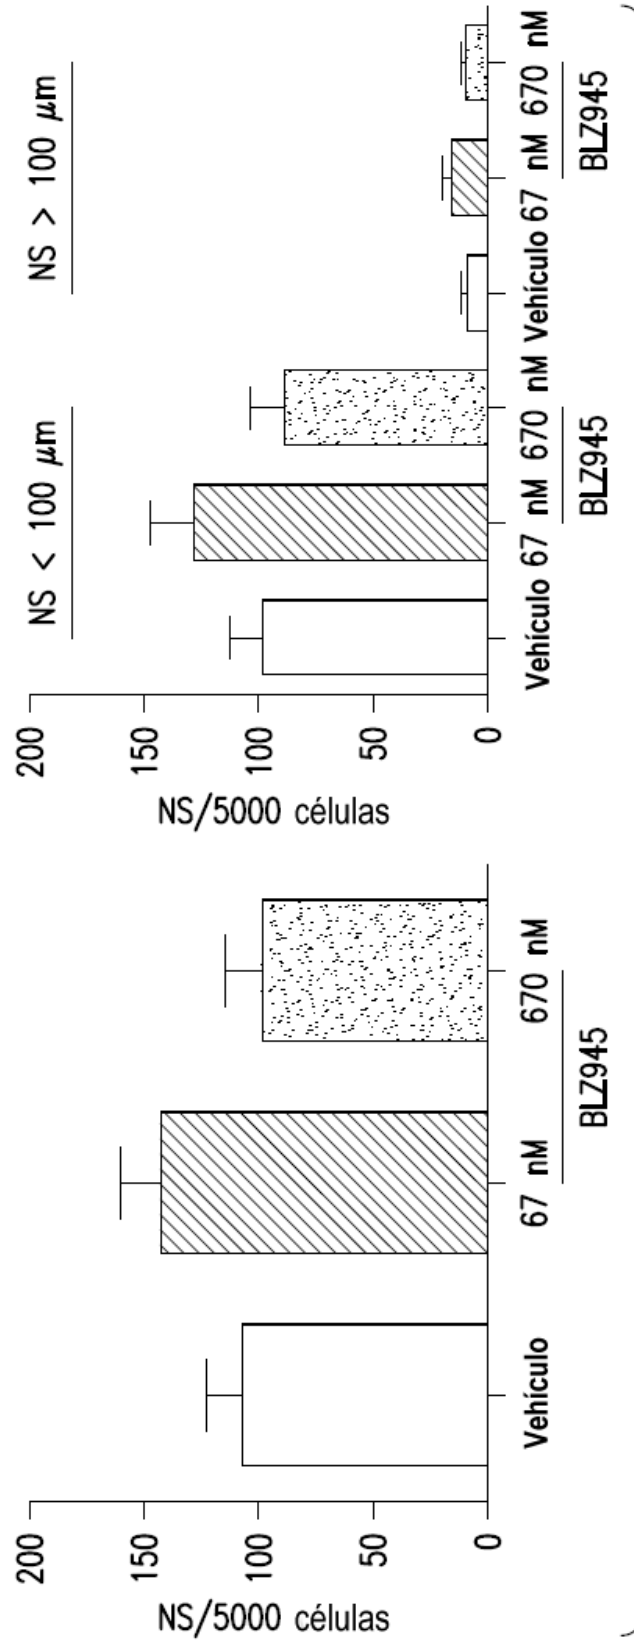 NS/5000 células
200
150
100
50
0
Vehículo 67 nM 670 nM
BLZ945
NS/5000 células
200
150
100
50
0
NS < 100 μm NS > 100 μm
Vehículo 67 nM 670 nM Vehículo 67 nM 670 nM
BLZ945 BLZ945